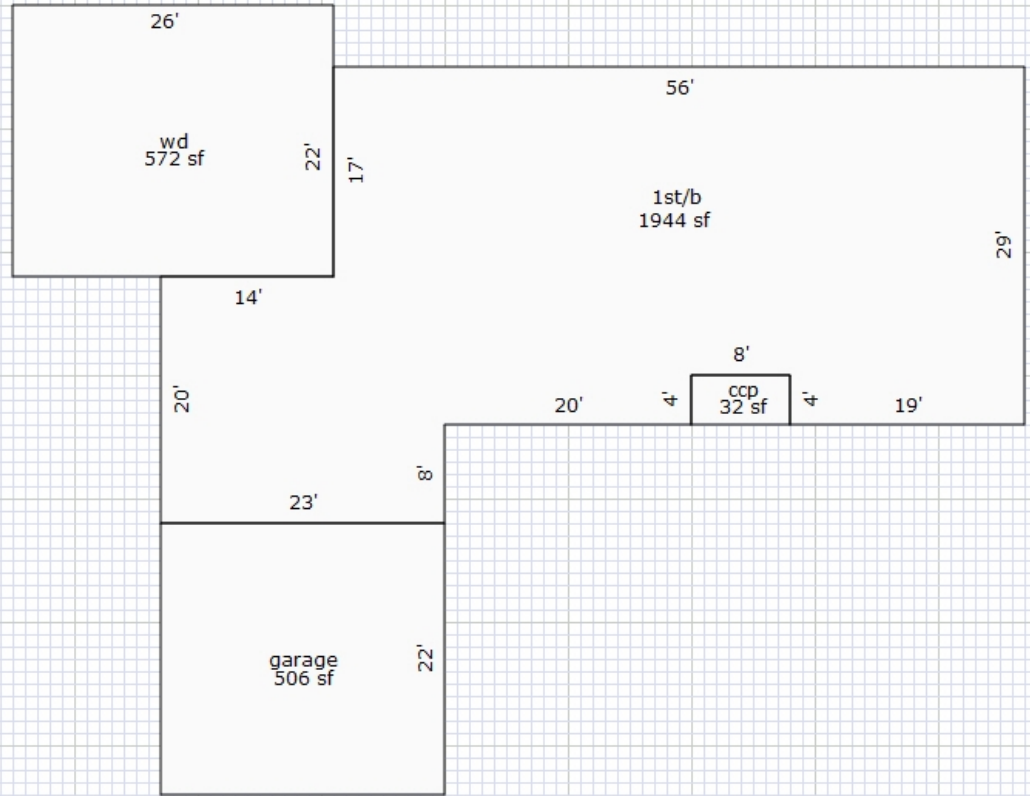 26'
wd
572 sf
22'
17'
56'
1st/b
1944 sf
29'
14'
20'
8'
20'
4'
ccp
32 sf
4'
19'
8'
23'
garage
506 sf
22'